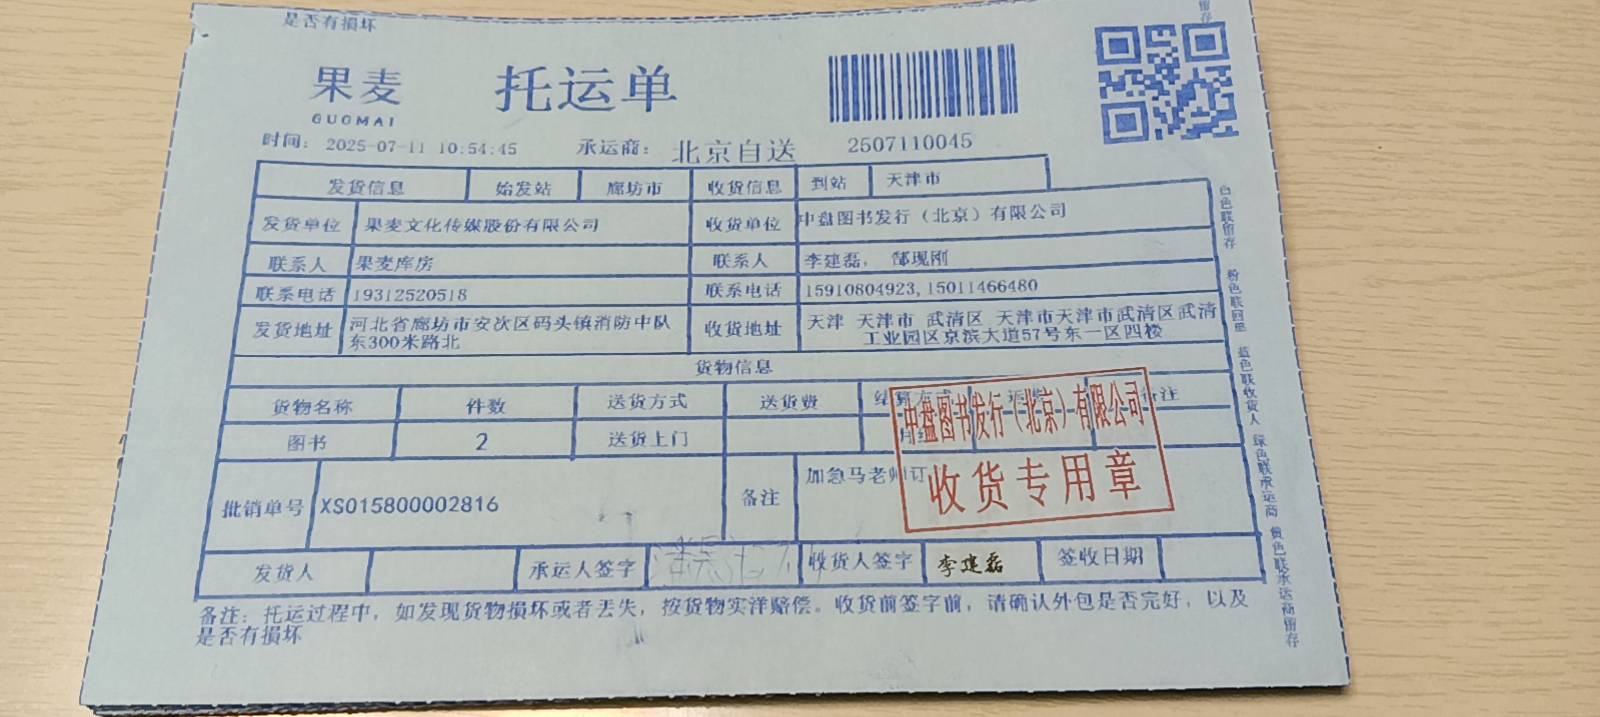 是否有损坏
果麦
GUOMAI
托运单
时间： 2025-07-11 10:54:45
承运商： 北京自送
2507110045
发货信息 始发站 廊坊市 收货信息 到站 天津市
发货单位 果麦文化传媒股份有限公司 收货单位 中盘图书发行（北京）有限公司
联系人 果麦库房 联系人 李建磊， 郜现刚
联系电话 19312520518 联系电话 15910804923,15011466480
发货地址 河北省廊坊市安次区码头镇消防中队
东300米路北
收货地址 天津 天津市 武清区 天津市天津市武清区武清
工业园区京滨大道57号东一区四楼
货物信息
货物名称 件数 送货方式 送货费 结算方式 备注
图书 2 送货上门
中盘图书发行（北京）有限公司
收货专用章
批销单号 XS015800002816 备注 加急马老师订
发货人 承运人签字 收货人签字 李建磊 签收日期
备注：托运过程中，如发现货物损坏或者丢失，按货物实洋赔偿。收货前签字前，请确认外包是否完好，以及
是否有损坏
白色联留存 粉色联回单 蓝色联收货人 绿色联承运商 黄色联承运商留存
留存